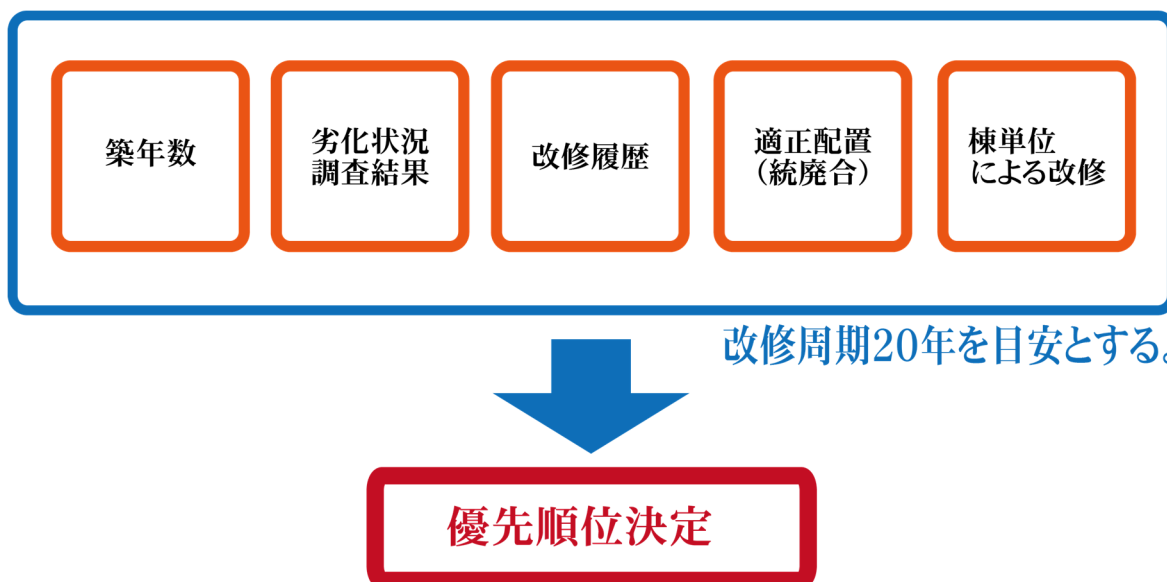 築年数
劣化状況
調査結果
改修履歴
適正配置
(統廃合)
棟単位
による改修
改修周期20年を目安とする。
優先順位決定